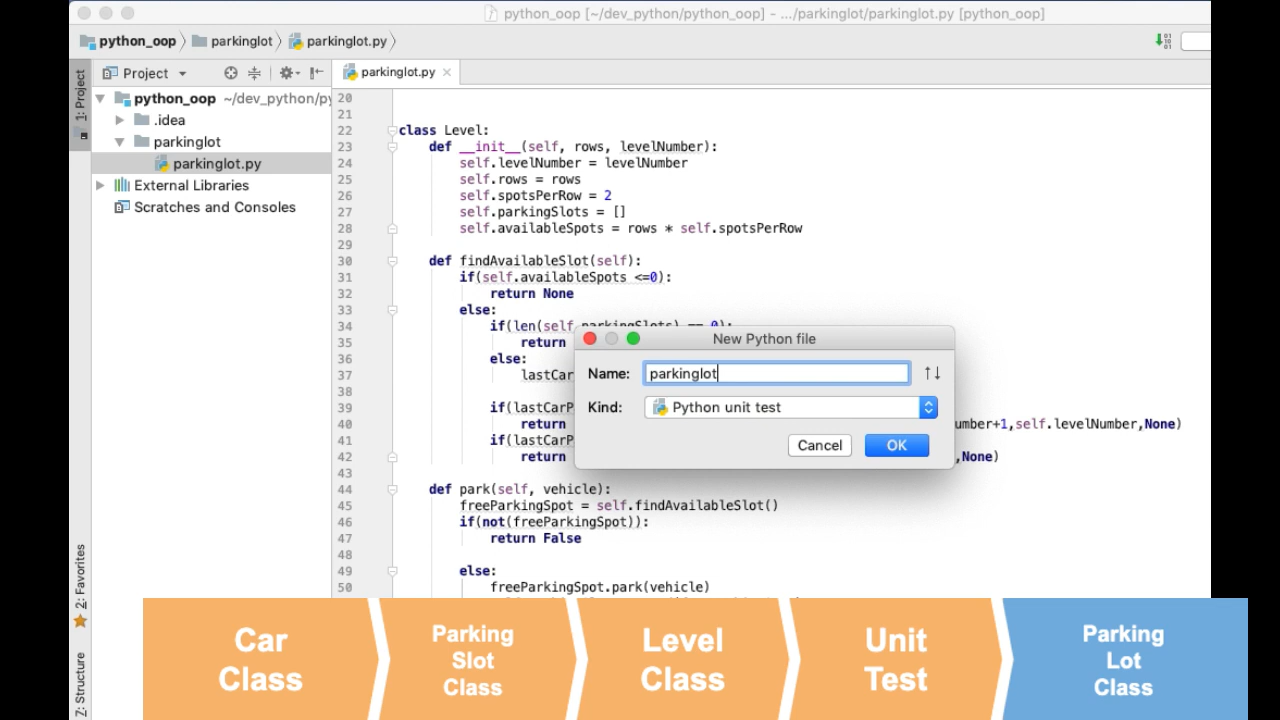 python_oop [~/dev_python/python_oop] – .../parkinglot/parkinglot.py [python_oop]
python_oop parkinglot parkinglot.py
1: Project
Project
parkinglot.py
python_oop ~/dev_python/py
.idea
parkinglot
parkinglot.py
External Libraries
Scratches and Consoles
20
21
22 class Level:
23 def __init__(self, rows, levelNumber):
24 self.levelNumber = levelNumber
25 self.rows = rows
26 self.spotsPerRow = 2
27 self.parkingSlots = []
28 self.availableSpots = rows * self.spotsPerRow
29
30 def findAvailableSlot(self):
31 if(self.availableSpots <=0):
32 return None
33 else:
34 if(len(self.parkingSlots) == 0):
35 return
36 else:
37 lastCar
38
39 if(lastCarP
40 return umber+1,self.levelNumber,None)
41 if(lastCarP
42 return ,None)
43
44 def park(self, vehicle):
45 freeParkingSpot = self.findAvailableSlot()
46 if(not(freeParkingSpot)):
47 return False
48
49 else:
50 freeParkingSpot.park(vehicle)
New Python file
Name: parkinglot
Kind: Python unit test
Cancel OK
2: Favorites
Z: Structure
Car
Class
Parking
Slot
Class
Level
Class
Unit
Test
Parking
Lot
Class